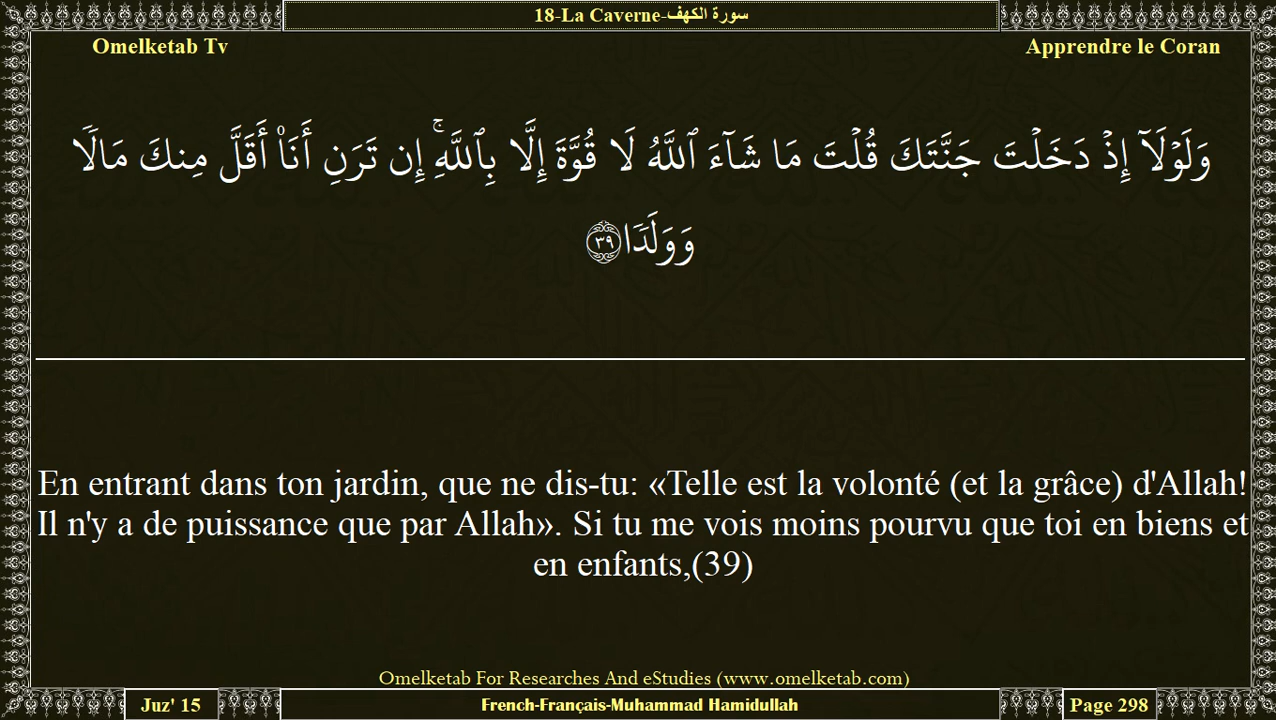 18-La Caverne-سورة الكهف
Omelketab Tv
Apprendre le Coran
وَلَوۡلَآ إِذۡ دَخَلۡتَ جَنَّتَكَ قُلۡتَ مَا شَآءَ ٱللَّهُ لَا قُوَّةَ إِلَّا بِٱللَّهِۚ إِن تَرَنِ أَنَا۠ أَقَلَّ مِنكَ مَالٗا
وَوَلَدٗا ٣٩
En entrant dans ton jardin, que ne dis-tu: «Telle est la volonté (et la grâce) d'Allah!
Il n'y a de puissance que par Allah». Si tu me vois moins pourvu que toi en biens et
en enfants,(39)
Omelketab For Researches And eStudies (www.omelketab.com)
Juz' 15
French-Français-Muhammad Hamidullah
Page 298